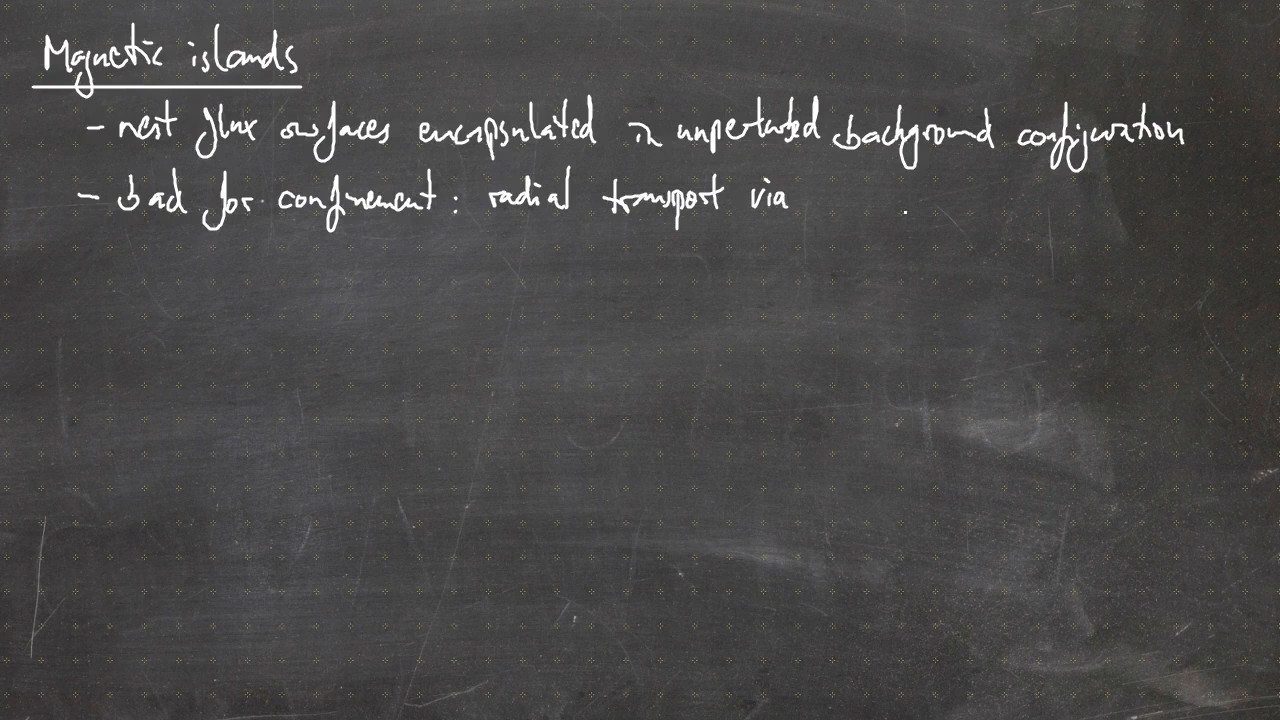 Magnetic islands
- nest flux surfaces encapsulated in unperturbed background configuration
- bad for confinement : radial transport via